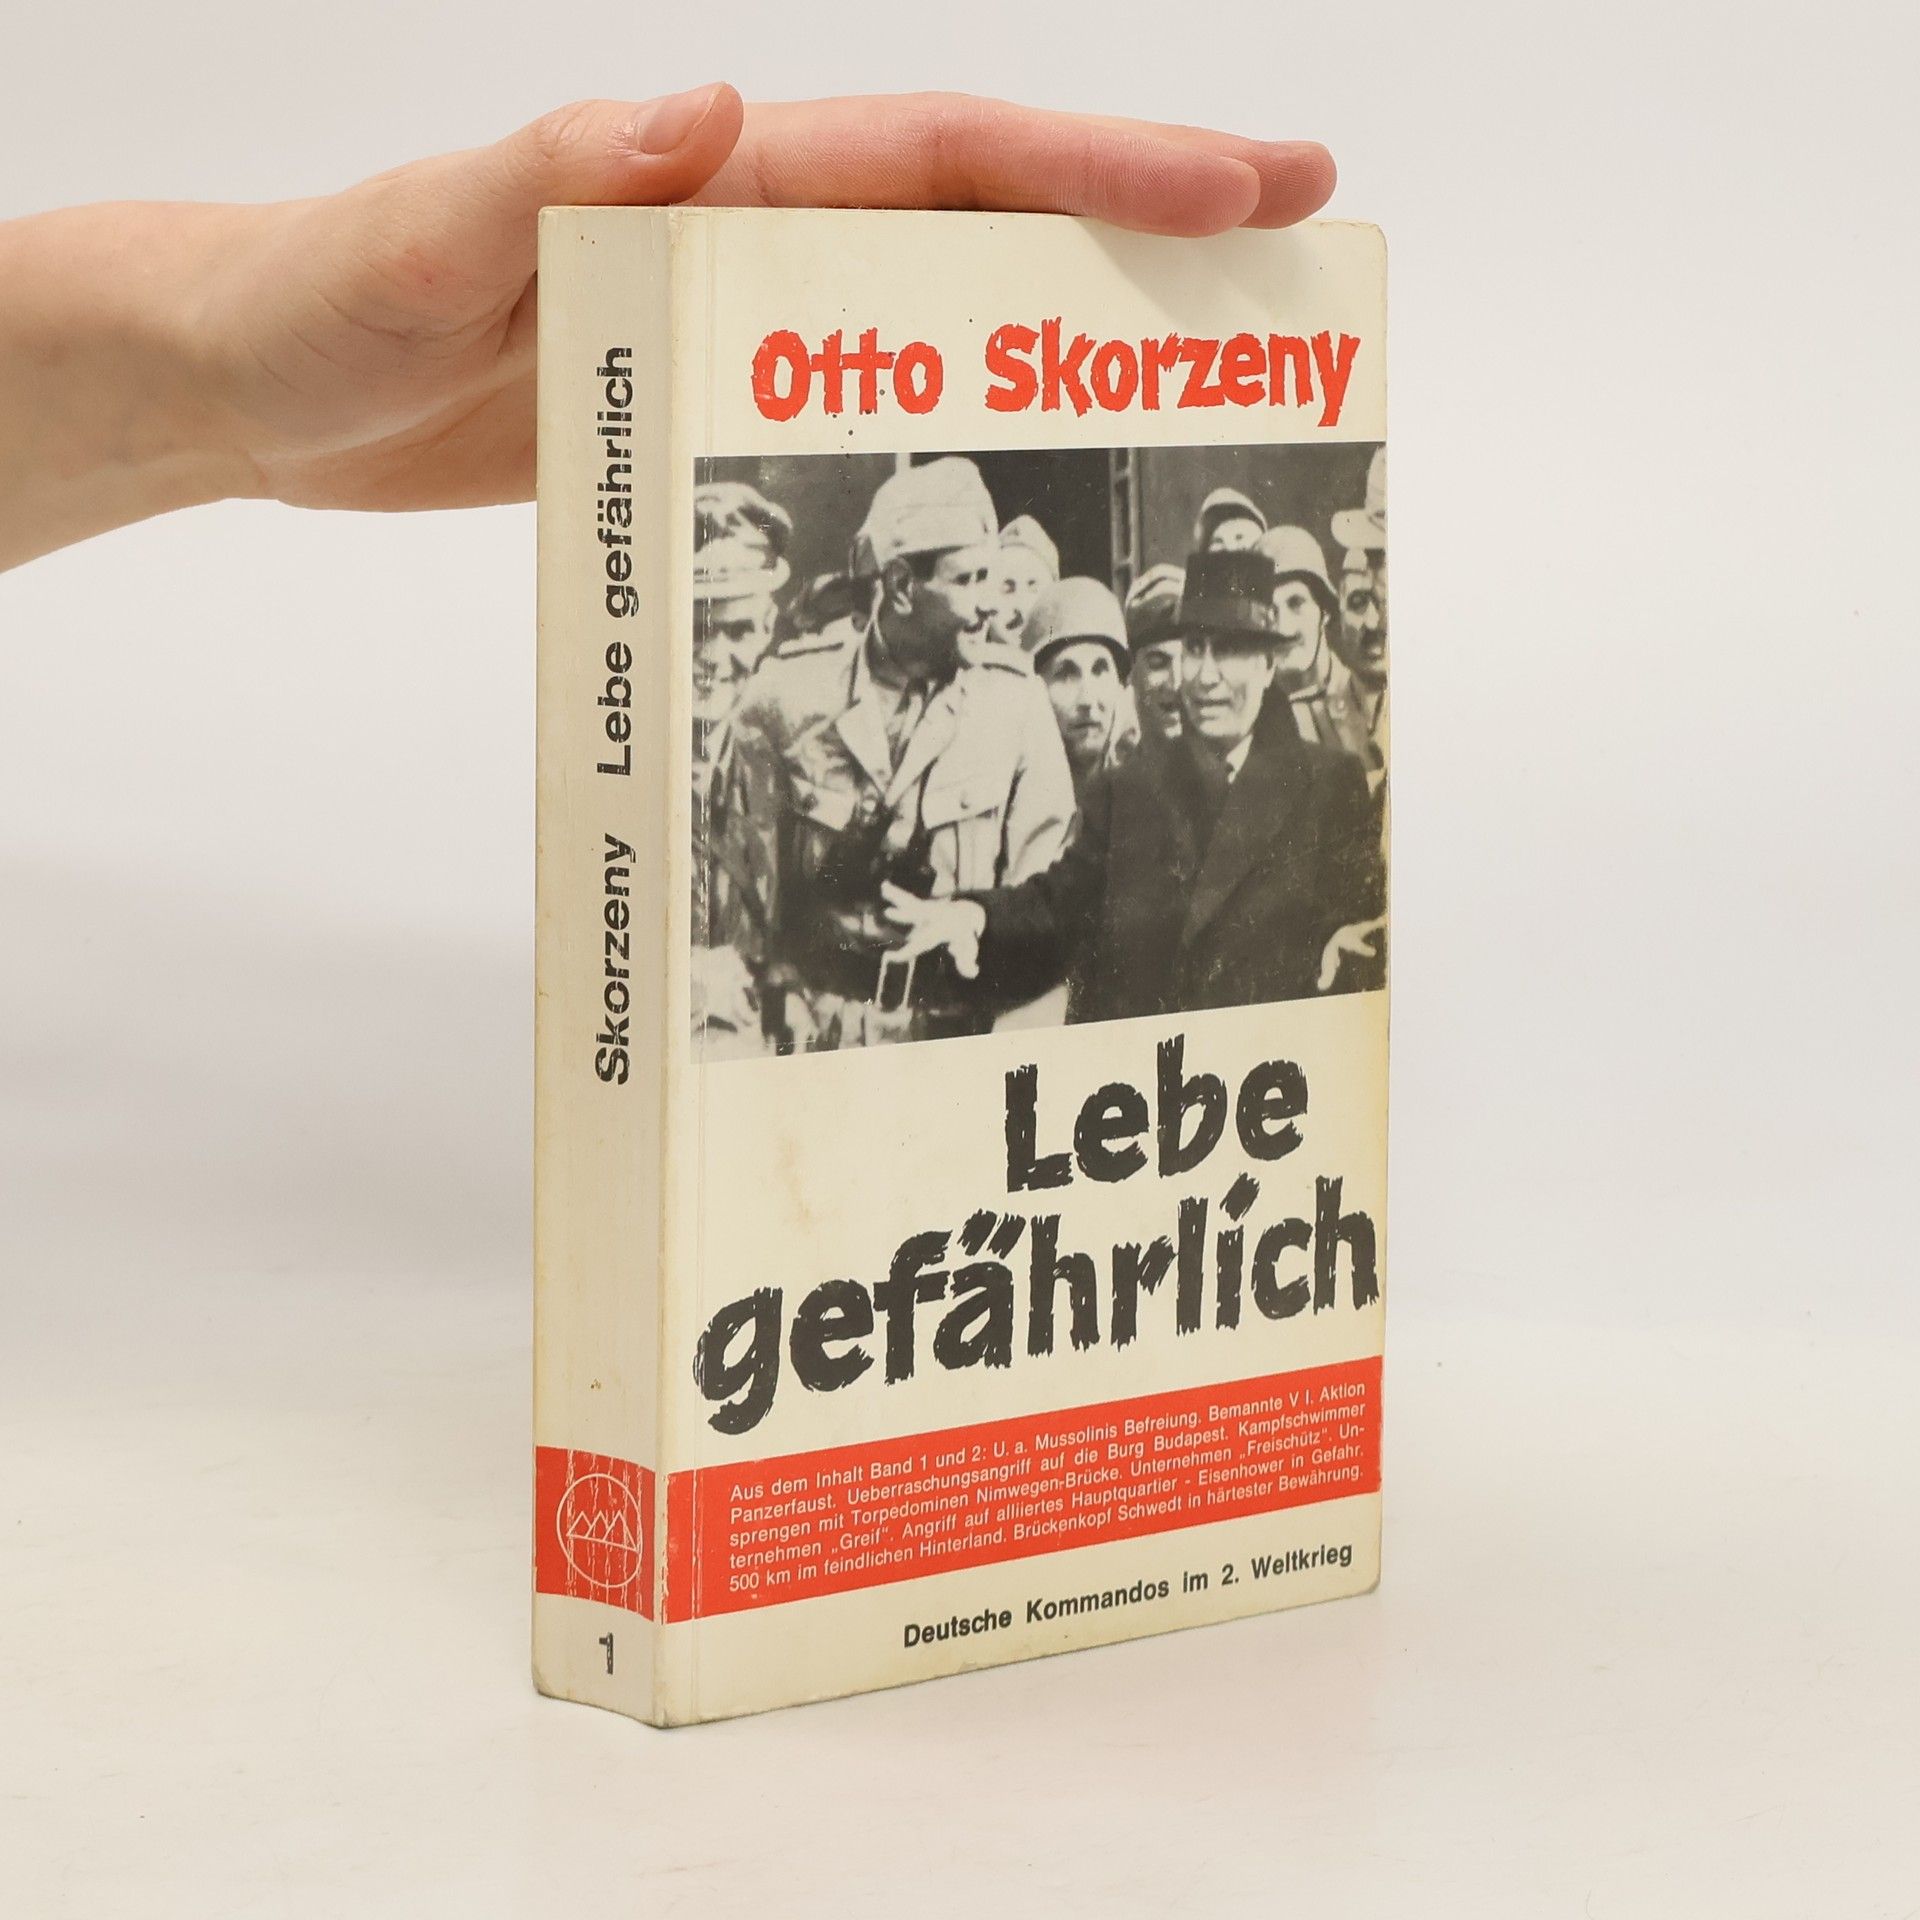 Skorzeny Lebe gefährlich
1
Otto Skorzeny
Lebe
gefährlich
Aus dem Inhalt Band 1 und 2: U. a. Mussolinis Befreiung. Bemannte V I. Aktion
Panzerfaust. Ueberraschungsangriff auf die Burg Budapest. Kampfschwimmer
sprengen mit Torpedominen Nimwegen-Brücke. Unternehmen „Freischütz“. Un-
ternehmen „Greif“. Angriff auf alliiertes Hauptquartier - Eisenhower in Gefahr.
500 km im feindlichen Hinterland. Brückenkopf Schwedt in härtester Bewährung.
Deutsche Kommandos im 2. Weltkrieg